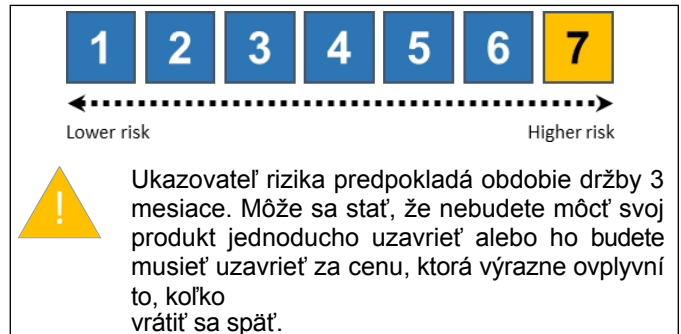 1 2 3 4 5 6 7
Lower risk Higher risk
!
Ukazovateľ rizika predpokladá obdobie držby 3
mesiace. Môže sa stať, že nebudete môcť svoj
produkt jednoducho uzavrieť alebo ho budete
musieť uzavrieť za cenu, ktorá výrazne ovplyvní
to, koľko
vrátiť sa späť.